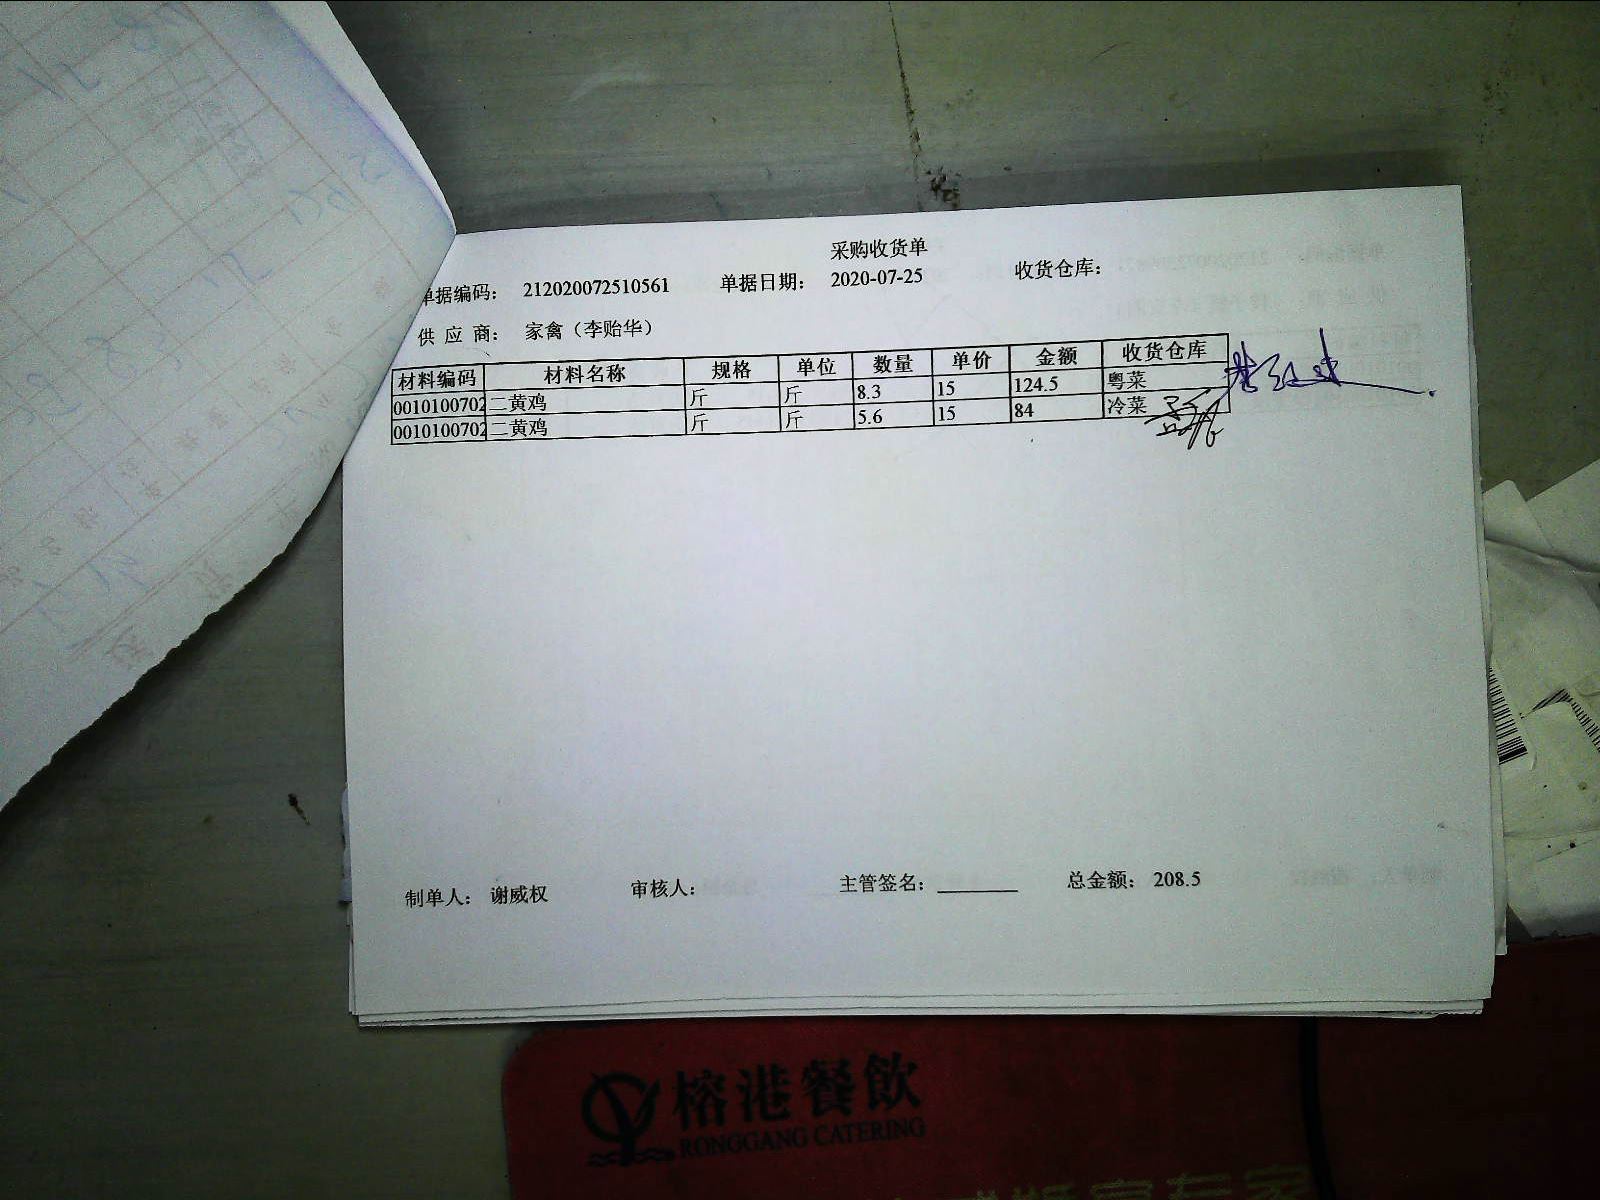 采购收货单
单据编码: 212020072510561 单据日期: 2020-07-25 收货仓库:
供 应 商: 家禽（李贻华）
材料编码 材料名称 规格 单位 数量 单价 金额 收货仓库
0010100702 二黄鸡 斤 斤 8.3 15 124.5 粤菜
0010100702 二黄鸡 斤 斤 5.6 15 84 冷菜
制单人: 谢威权 审核人: 主管签名: 总金额: 208.5
榕港餐飲
RONGGANG CATERING